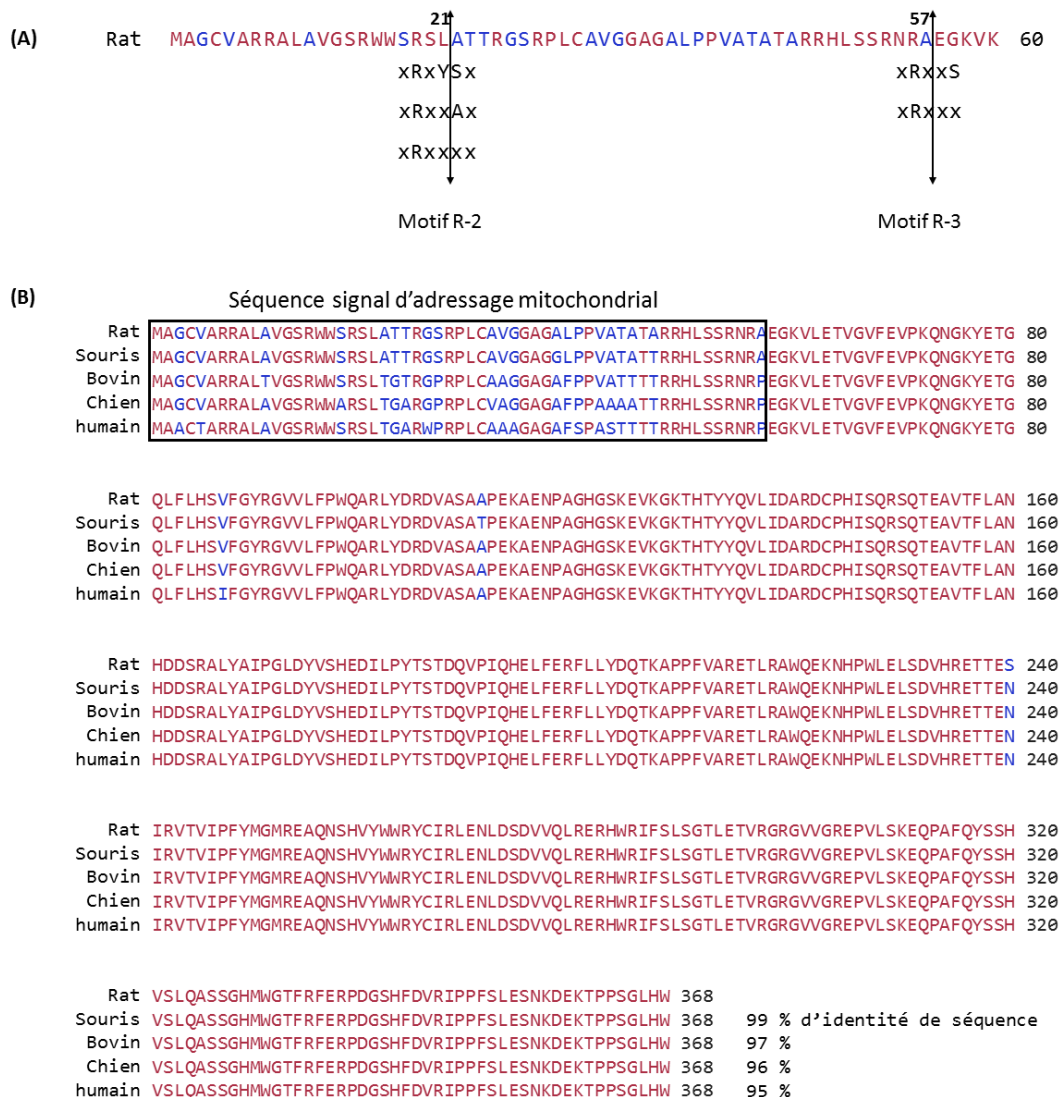 21 57
(A) Rat MAGCVARRALAVGSRWWSRSLATTRGSRPLCAVGGAGALPPVATATARRHLSSRNRAEGKVK 60
xRxYSx xRxxS
xRxxAx xRxxx
xRxxxx
Motif R-2 Motif R-3
(B) Séquence signal d'adressage mitochondrial
Rat MAGCVARRALAVGSRWWSRSLATTRGSRPLCAVGGAGALPPVATATARRHLSSRNRAEGKVLETVGVFEVPKQNGKYETG 80
Souris MAGCVARRALAVGSRWWSRSLATTRGSRPLCAVGGAGGLPPVATATTRRHLSSRNRAEGKVLETVGVFEVPKQNGKYETG 80
Bovin MAGCVARRALTVGSRWWSRSLTGTRGPRPLCAAGGAGAFPPVATTTTRRHLSSRNRPEGKVLETVGVFEVPKQNGKYETG 80
Chien MAGCVARRALAVGSRWWARSLTGARGPRPLCVAGGAGAFPPAAAATTRRHLSSRNRPEGKVLETVGVFEVPKQNGKYETG 80
humain MAACTARRALAVGSRWWSRSLTGARWPRPLCAAAGAGAFSPASTTTTRRHLSSRNRPEGKVLETVGVFEVPKQNGKYETG 80
Rat QLFLHSVFGYRGVVLFPWQARLYDRDVASAAPEKAENPAGHGSKEVKGKTHTYYQVLIDARDCPHISQRSQTEAVTFLAN 160
Souris QLFLHSVFGYRGVVLFPWQARLYDRDVASATPEKAENPAGHGSKEVKGKTHTYYQVLIDARDCPHISQRSQTEAVTFLAN 160
Bovin QLFLHSVFGYRGVVLFPWQARLYDRDVASAAPEKAENPAGHGSKEVKGKTHTYYQVLIDARDCPHISQRSQTEAVTFLAN 160
Chien QLFLHSVFGYRGVVLFPWQARLYDRDVASAAPEKAENPAGHGSKEVKGKTHTYYQVLIDARDCPHISQRSQTEAVTFLAN 160
humain QLFLHSIFGYRGVVLFPWQARLYDRDVASAAPEKAENPAGHGSKEVKGKTHTYYQVLIDARDCPHISQRSQTEAVTFLAN 160
Rat HDDSRALYAIPGLDYVSHEDILPYTSTDQVPIQHELFERFLLYDQTKAPPFVARETLRAWQEKNHPWLELSDVHRETTES 240
Souris HDDSRALYAIPGLDYVSHEDILPYTSTDQVPIQHELFERFLLYDQTKAPPFVARETLRAWQEKNHPWLELSDVHRETTEN 240
Bovin HDDSRALYAIPGLDYVSHEDILPYTSTDQVPIQHELFERFLLYDQTKAPPFVARETLRAWQEKNHPWLELSDVHRETTEN 240
Chien HDDSRALYAIPGLDYVSHEDILPYTSTDQVPIQHELFERFLLYDQTKAPPFVARETLRAWQEKNHPWLELSDVHRETTEN 240
humain HDDSRALYAIPGLDYVSHEDILPYTSTDQVPIQHELFERFLLYDQTKAPPFVARETLRAWQEKNHPWLELSDVHRETTEN 240
Rat IRVTVIPFYMGMREAQNSHVYWWRYCIRLENLDSDVVQLRERHWRIFSLSGTLETVRGRGVVGREPVLSKEQPAFQYSSH 320
Souris IRVTVIPFYMGMREAQNSHVYWWRYCIRLENLDSDVVQLRERHWRIFSLSGTLETVRGRGVVGREPVLSKEQPAFQYSSH 320
Bovin IRVTVIPFYMGMREAQNSHVYWWRYCIRLENLDSDVVQLRERHWRIFSLSGTLETVRGRGVVGREPVLSKEQPAFQYSSH 320
Chien IRVTVIPFYMGMREAQNSHVYWWRYCIRLENLDSDVVQLRERHWRIFSLSGTLETVRGRGVVGREPVLSKEQPAFQYSSH 320
humain IRVTVIPFYMGMREAQNSHVYWWRYCIRLENLDSDVVQLRERHWRIFSLSGTLETVRGRGVVGREPVLSKEQPAFQYSSH 320
Rat VSLQASSGHMWGTFRFERPDGSHFDVRIPPFSLESNKDEKTPPSGLHW 368
Souris VSLQASSGHMWGTFRFERPDGSHFDVRIPPFSLESNKDEKTPPSGLHW 368 99 % d'identité de séquence
Bovin VSLQASSGHMWGTFRFERPDGSHFDVRIPPFSLESNKDEKTPPSGLHW 368 97 %
Chien VSLQASSGHMWGTFRFERPDGSHFDVRIPPFSLESNKDEKTPPSGLHW 368 96 %
humain VSLQASSGHMWGTFRFERPDGSHFDVRIPPFSLESNKDEKTPPSGLHW 368 95 %